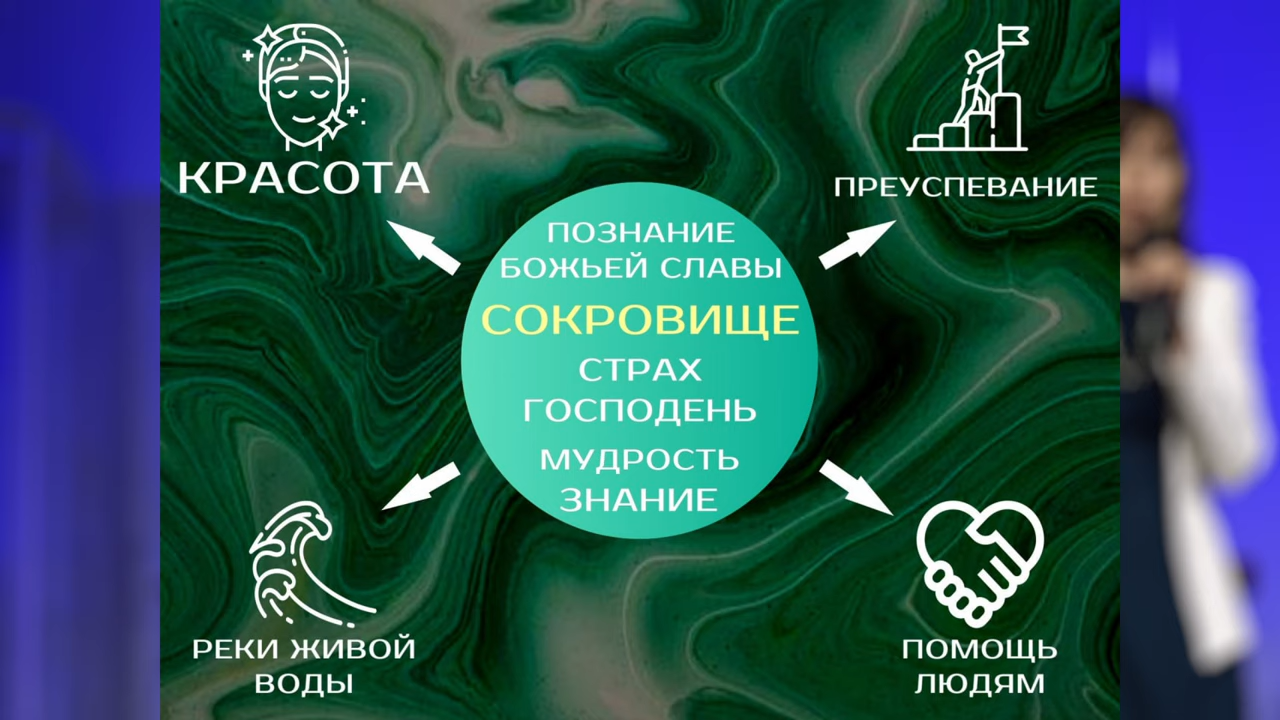 КРАСОТА
ПРЕУСПЕВАНИЕ
ПОЗНАНИЕ
БОЖЬЕЙ СЛАВЫ
СОКРОВИЩЕ
СТРАХ
ГОСПОДЕНЬ
МУДРОСТЬ
ЗНАНИЕ
РЕКИ ЖИВОЙ
ВОДЫ
ПОМОЩЬ
ЛЮДЯМ